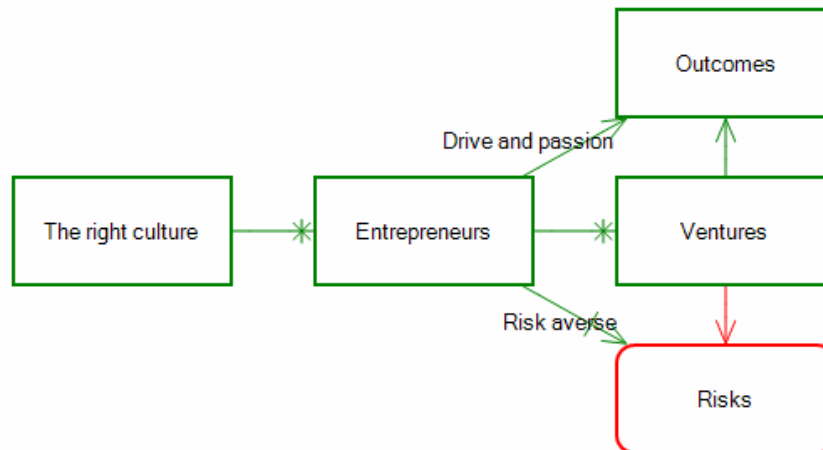 Outcomes
Drive and passion
The right culture
Entrepreneurs
Ventures
Risk averse
Risks